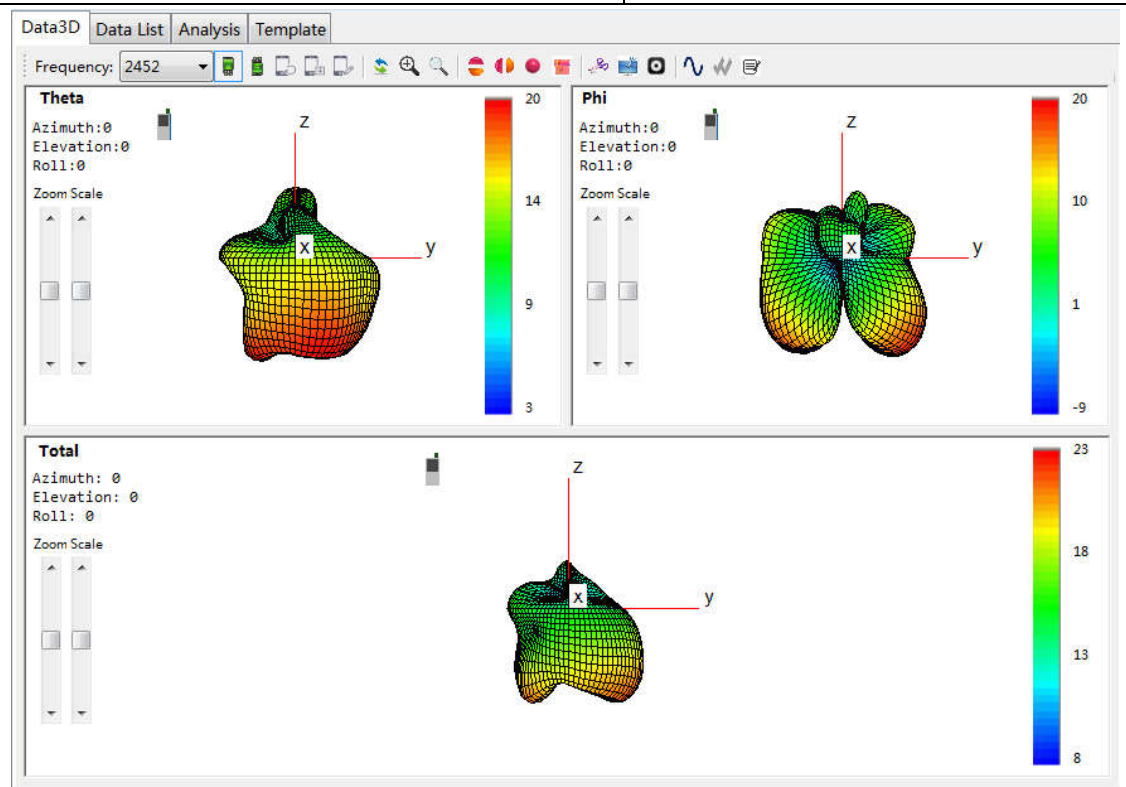 Data3D Data List Analysis Template
Frequency: 2452
Theta
Azimuth:0
Elevation:0
Roll:0
Zoom Scale
z
x
y
20
14
9
3
Phi
Azimuth:0
Elevation:0
Roll:0
Zoom Scale
z
x
y
20
10
1
-9
Total
Azimuth: 0
Elevation: 0
Roll: 0
Zoom Scale
z
x
y
23
18
13
8